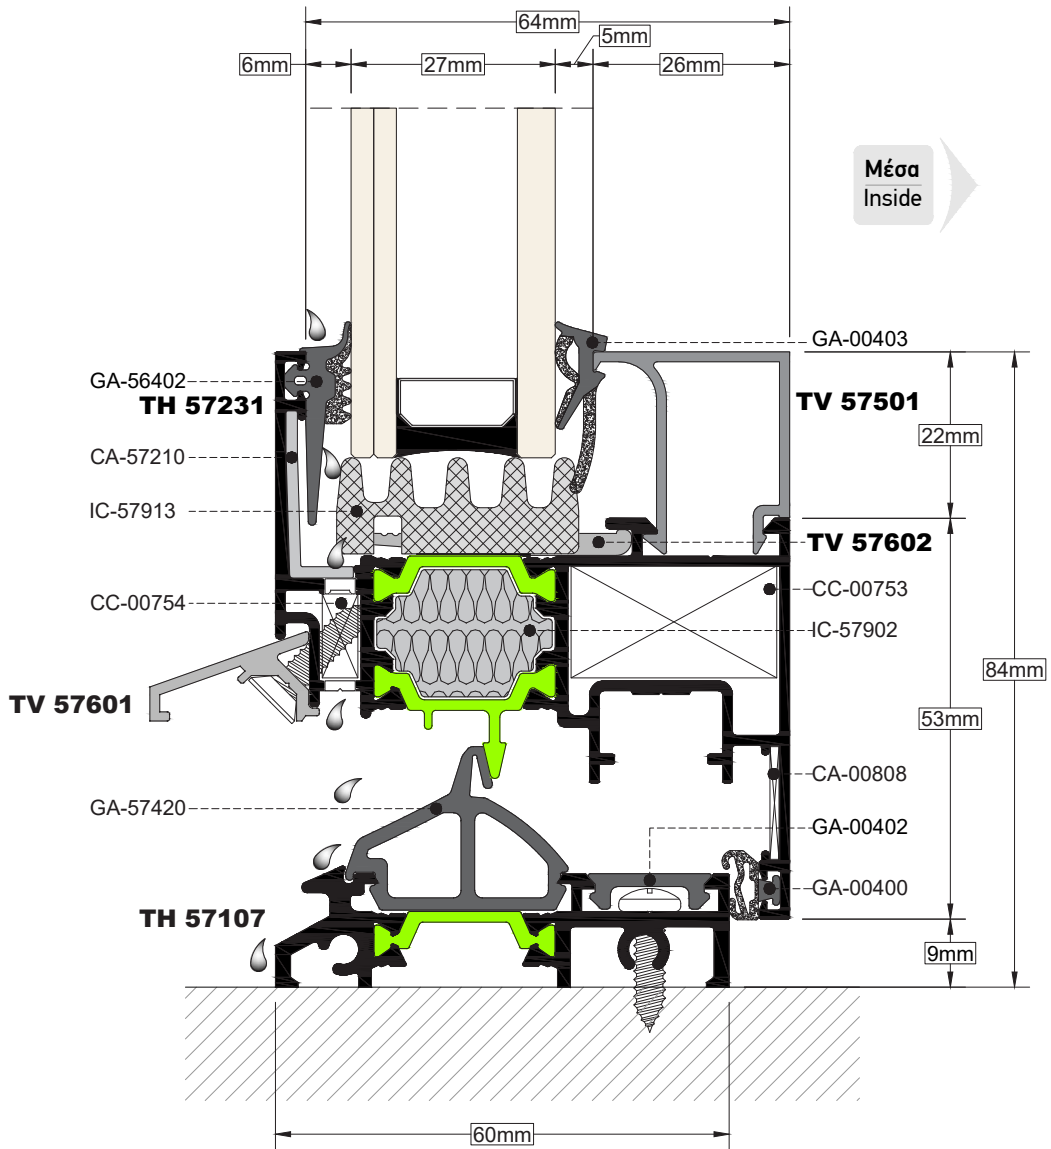 64mm
5mm
6mm
27mm
26mm
Μέσα
Inside
GA-00403
GA-56402
TH 57231
TV 57501
22mm
CA-57210
IC-57913
TV 57602
CC-00754
CC-00753
IC-57902
84mm
TV 57601
53mm
CA-00808
GA-57420
GA-00402
GA-00400
TH 57107
9mm
60mm